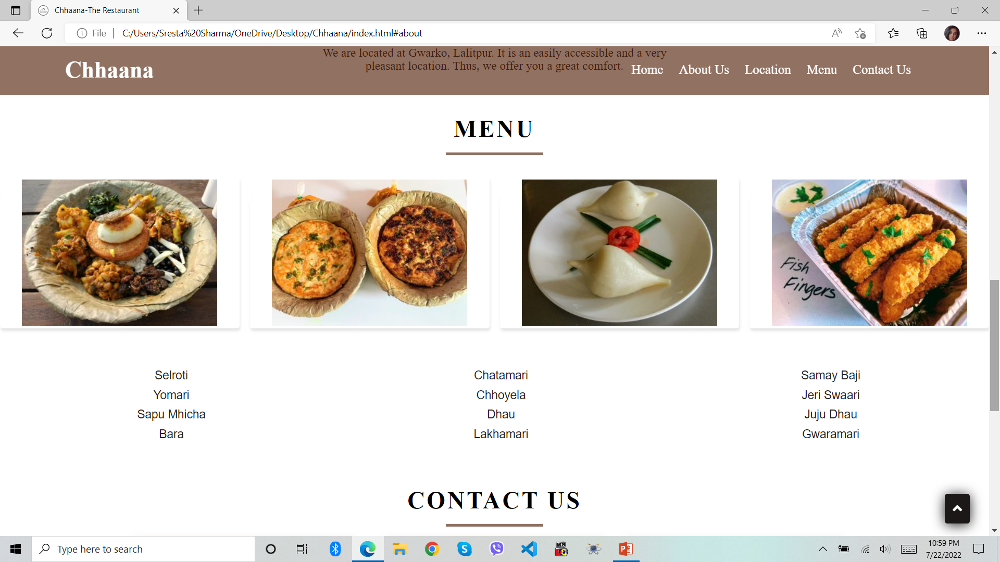 Chhaana-The Restaurant
File
C:/Users/Sresta%20Sharma/OneDrive/Desktop/Chhaana/index.html#about
We are located at Gwarko, Lalitpur. It is an easily accessible and a very
pleasant location. Thus, we offer you a great comfort.
Chhaana
Home About Us Location Menu Contact Us
MENU
Fish
Fingers
Selroti
Yomari
Sapu Mhicha
Bara
Chatamari
Chhoyela
Dhau
Lakhamari
Samay Baji
Jeri Swaari
Juju Dhau
Gwaramari
CONTACT US
Type here to search
10:59 PM
7/22/2022